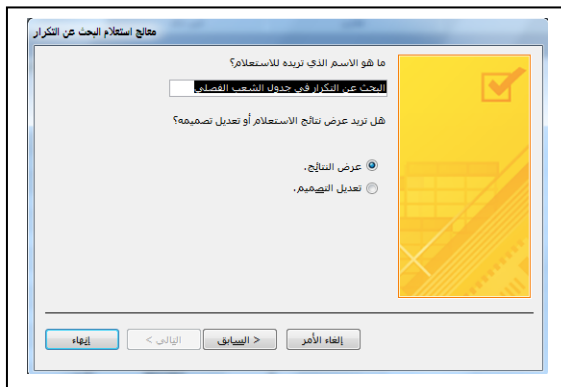 معالج استعلام البحث عن التكرار
ما هو الاسم الذي تريده للاستعلام؟
البحث عن التكرار في جدول الشعب الفصلي
هل تريد عرض نتائج الاستعلام أو تعديل تصميمه؟
عرض النتائج.
تعديل التصميم.
إلغاء الأمر
< السابق
التالي >
إنهاء